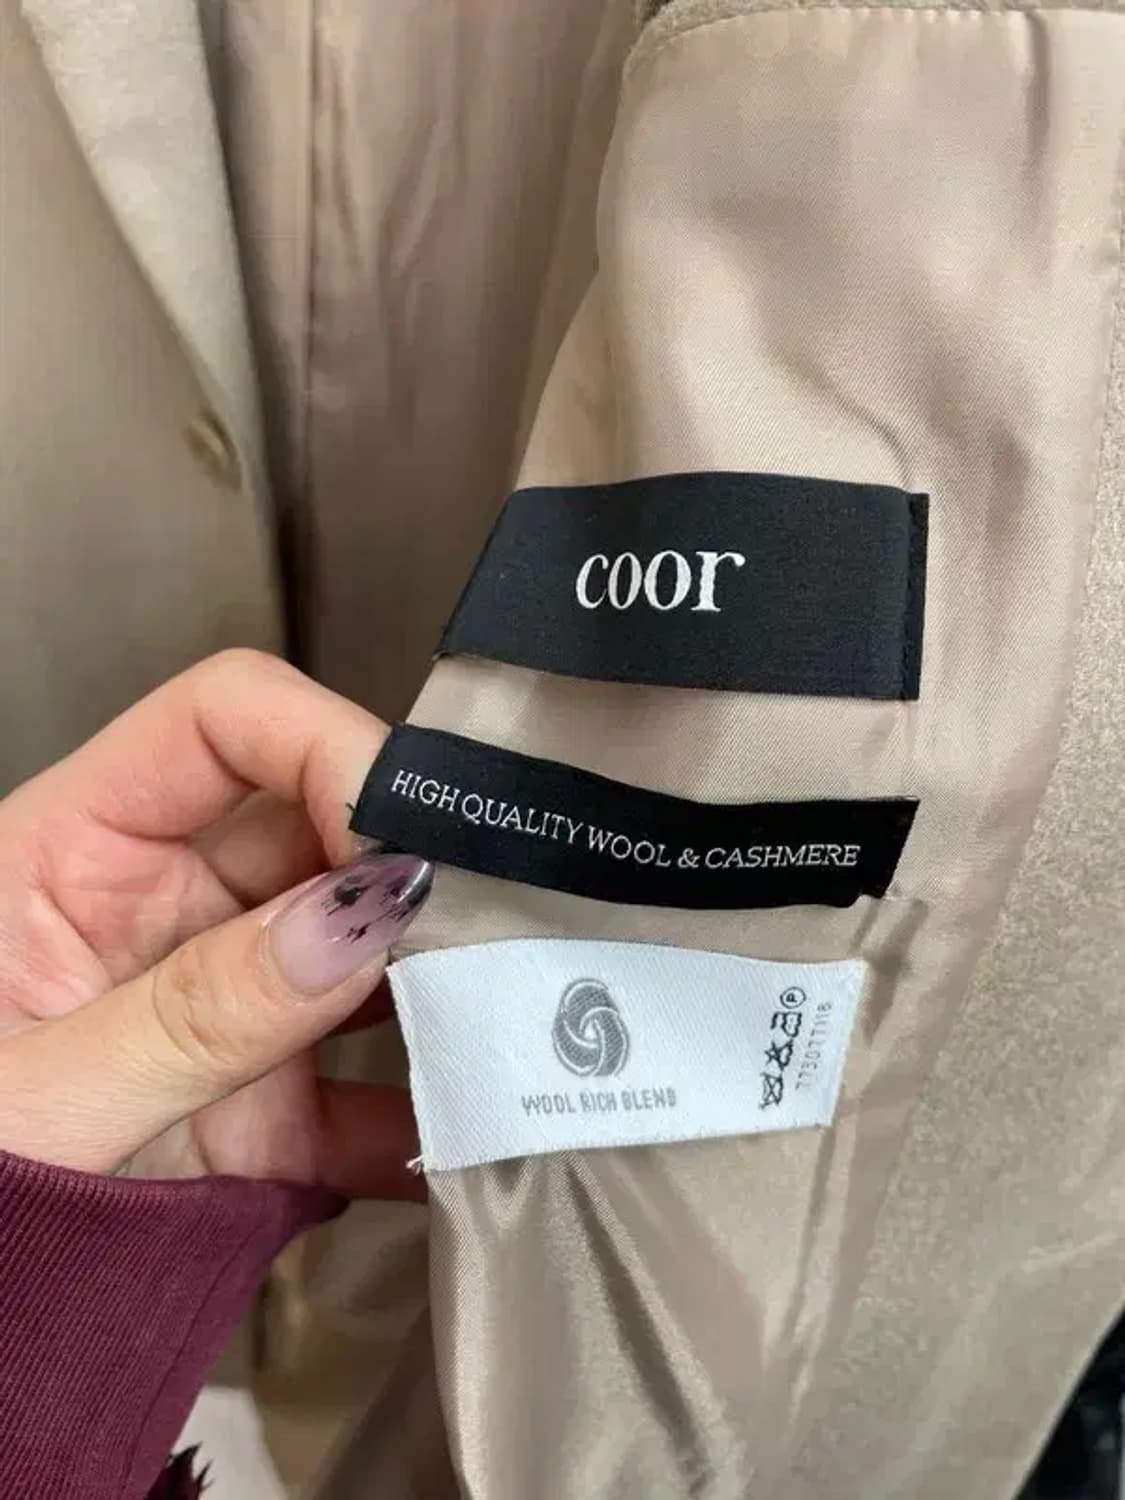 coor
HIGH QUALITY WOOL & CASHMERE
WOOL RICH BLEND
P